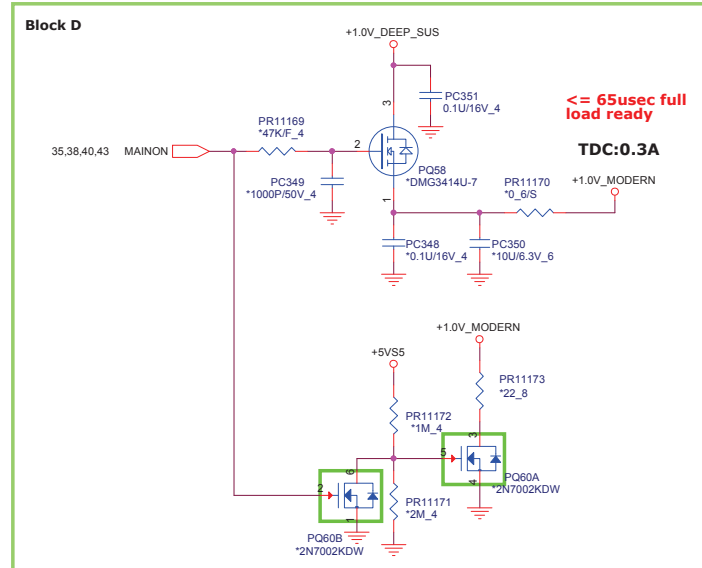 Block D
+1.0V_DEEP_SUS
PC351
0.1U/16V_4
3
<= 65usec full
load ready
TDC:0.3A
PR11169
*47K/F_4
35,38,40,43 MAINON
2
PQ58
*DMG3414U-7
PC349
*1000P/50V_4
1
PR11170
*0_6/S
+1.0V_MODERN
PC348
*0.1U/16V_4
PC350
*10U/6.3V_6
+1.0V_MODERN
+5VS5
PR11173
*22_8
PR11172
*1M_4
3
5
4
PQ60A
*2N7002KDW
6
2
1
PR11171
*2M_4
PQ60B
*2N7002KDW